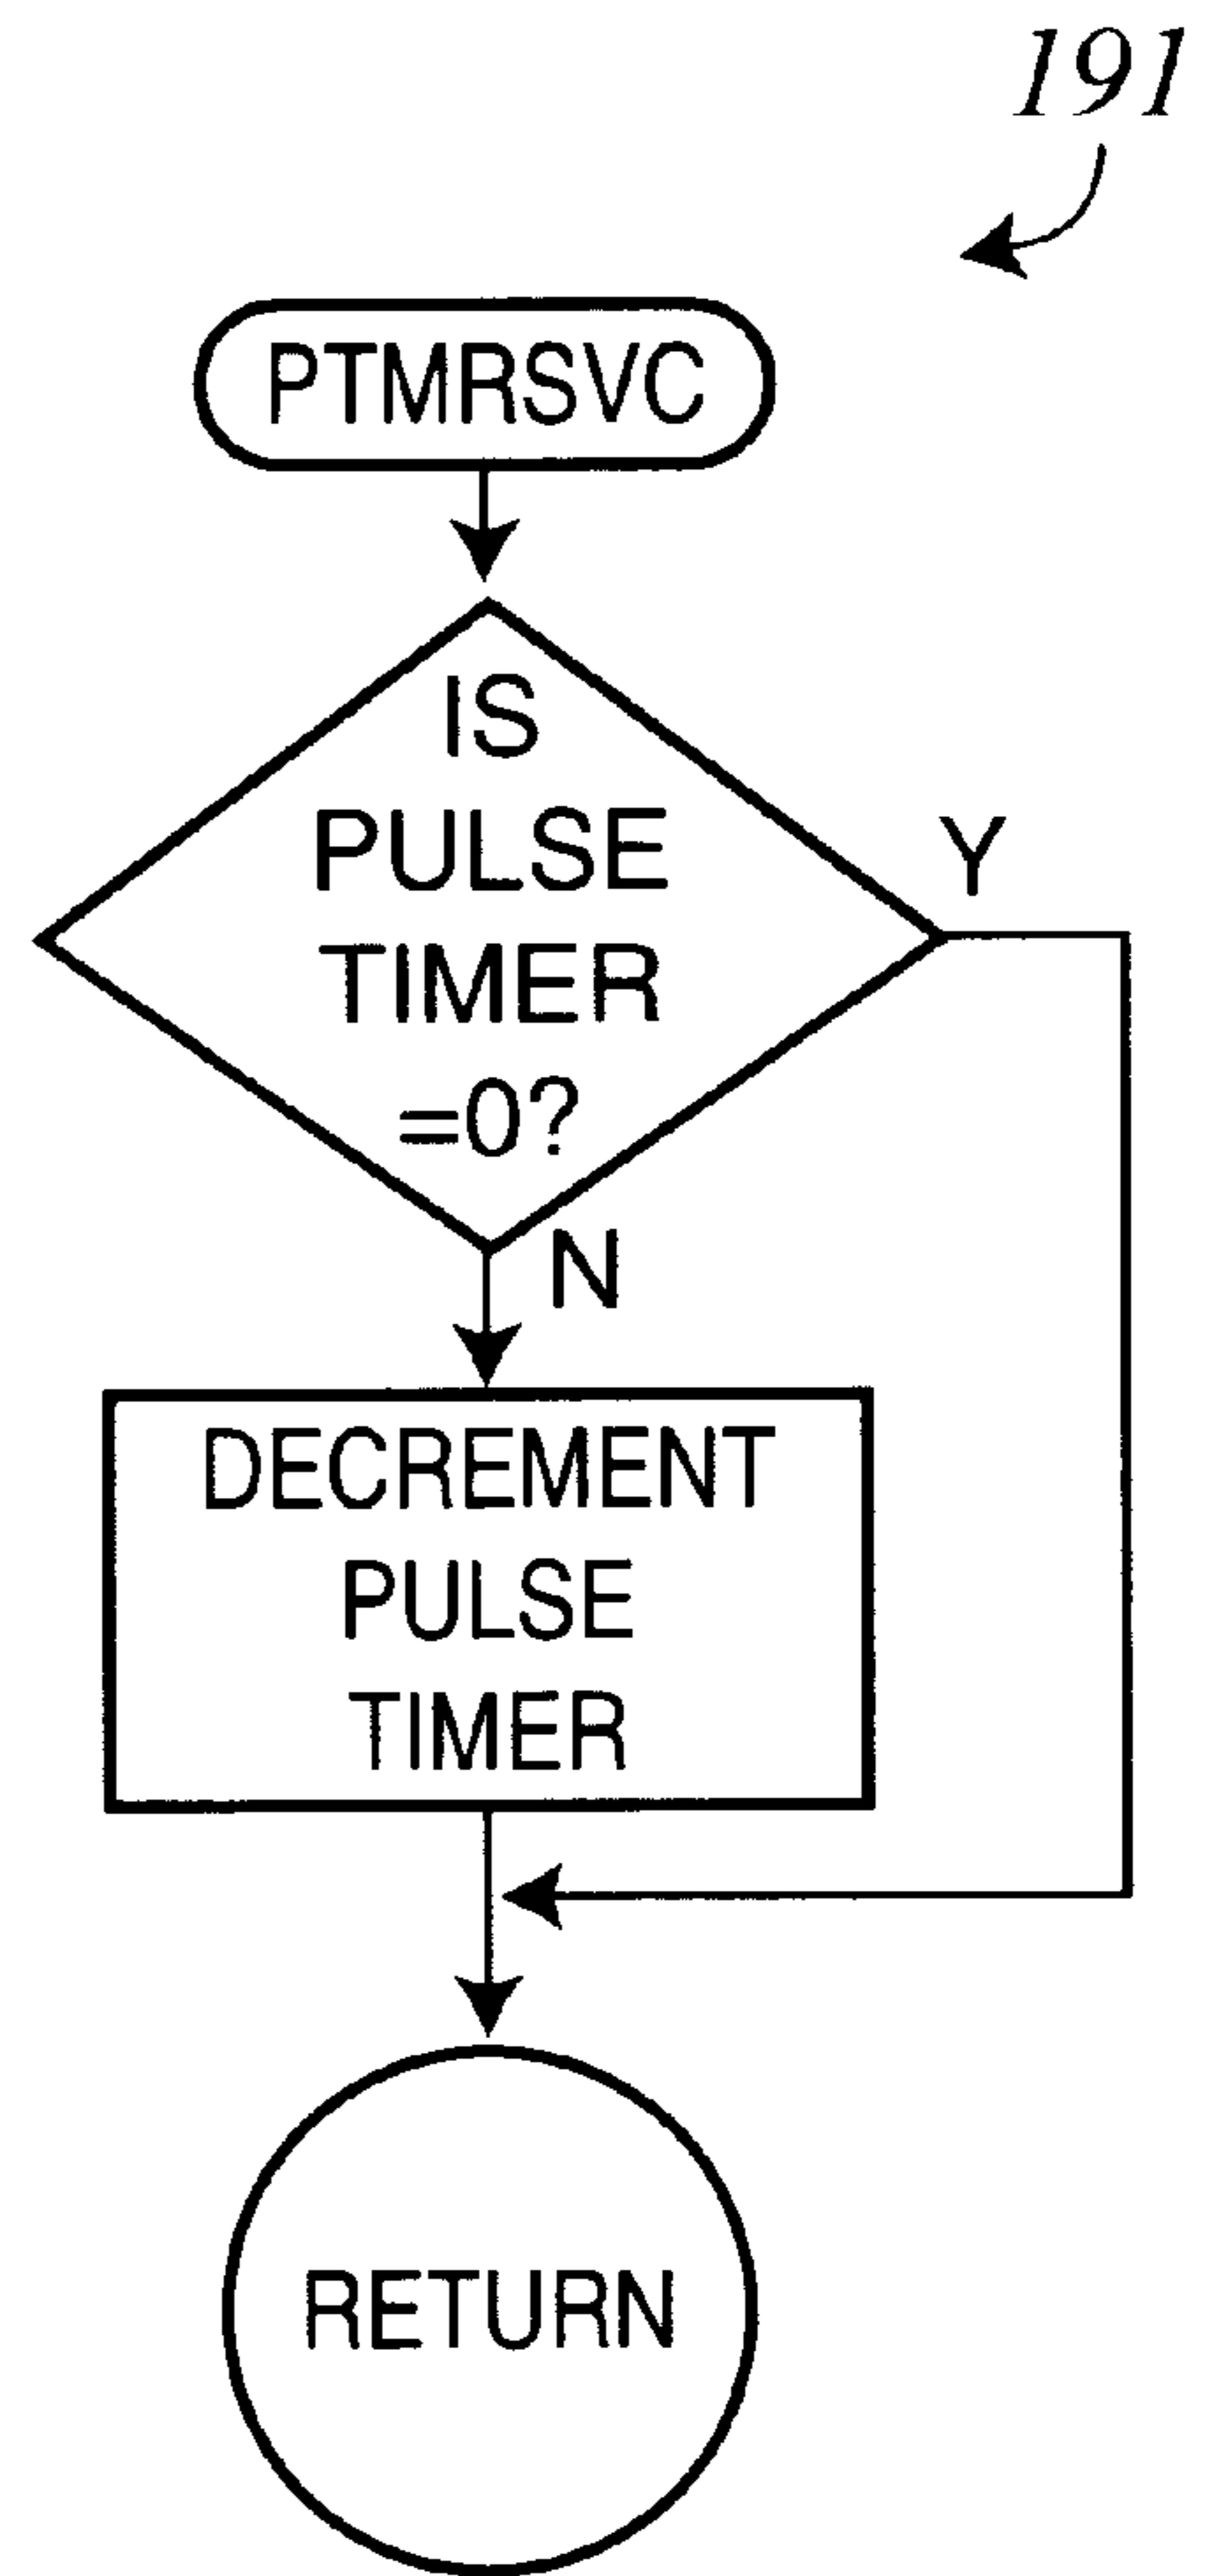 191
PTMRSVC
IS
PULSE
TIMER
=0?
Y
N
DECREMENT
PULSE
TIMER
RETURN